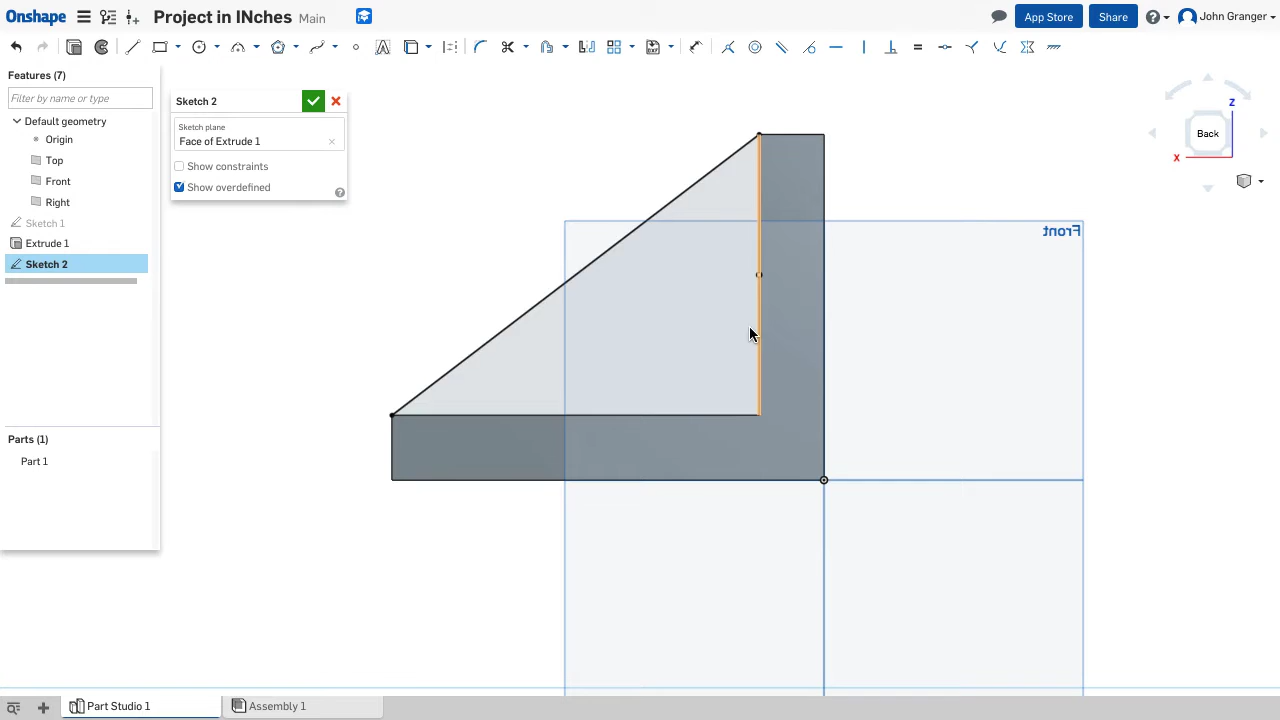 Onshape
Project in INches
Main
App Store
Share
John Granger
Features (7)
Filter by name or type
Default geometry
Origin
Top
Front
Right
Sketch 1
Extrude 1
Sketch 2
Parts (1)
Part 1
Sketch 2
Sketch plane
Face of Extrude 1
Show constraints
Show overdefined
Front
Z
Back
X
Part Studio 1
Assembly 1